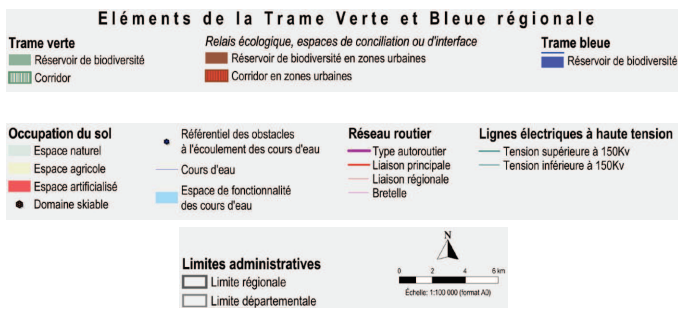 Eléments de la Trame Verte et Bleue régionale
Trame verte
Réservoir de biodiversité
Corridor
Relais écologique, espaces de conciliation ou d'interface
Réservoir de biodiversité en zones urbaines
Corridor en zones urbaines
Trame bleue
Réservoir de biodiversité
Occupation du sol
Espace naturel
Espace agricole
Espace artificialisé
Domaine skiable
Référentiel des obstacles
à l'écoulement des cours d'eau
Cours d'eau
Espace de fonctionnalité
des cours d'eau
Réseau routier
Type autoroutier
Liaison principale
Liaison régionale
Bretelle
Lignes électriques à haute tension
Tension supérieure à 150Kv
Tension inférieure à 150Kv
Limites administratives
Limite régionale
Limite départementale
N
0 2 4 6 km
Échelle: 1:100 000 (format A0)